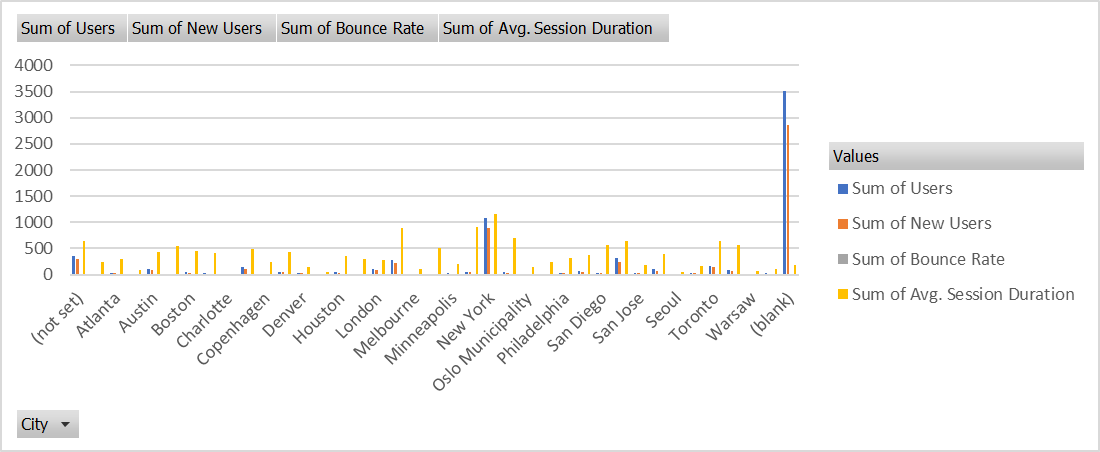 Sum of Users Sum of New Users Sum of Bounce Rate Sum of Avg. Session Duration
4000
3500
3000
2500
2000
1500
1000
500
0
(not set)
Atlanta
Austin
Boston
Charlotte
Copenhagen
Denver
Houston
London
Melbourne
Minneapolis
New York
Oslo Municipality
Philadelphia
San Diego
San Jose
Seoul
Toronto
Warsaw
(blank)
Values
Sum of Users
Sum of New Users
Sum of Bounce Rate
Sum of Avg. Session Duration
City